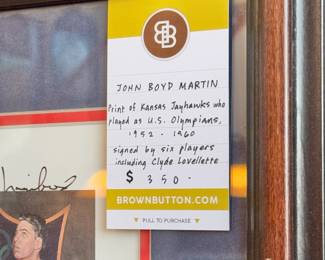 BB
JOHN BOYD MARTIN
Print of Kansas Jayhawks who
played as U.S. Olympians,
1952 - 1960
signed by six players
including Clyde Lovellette
$ 350-
BROWNBUTTON.COM
PULL TO PURCHASE